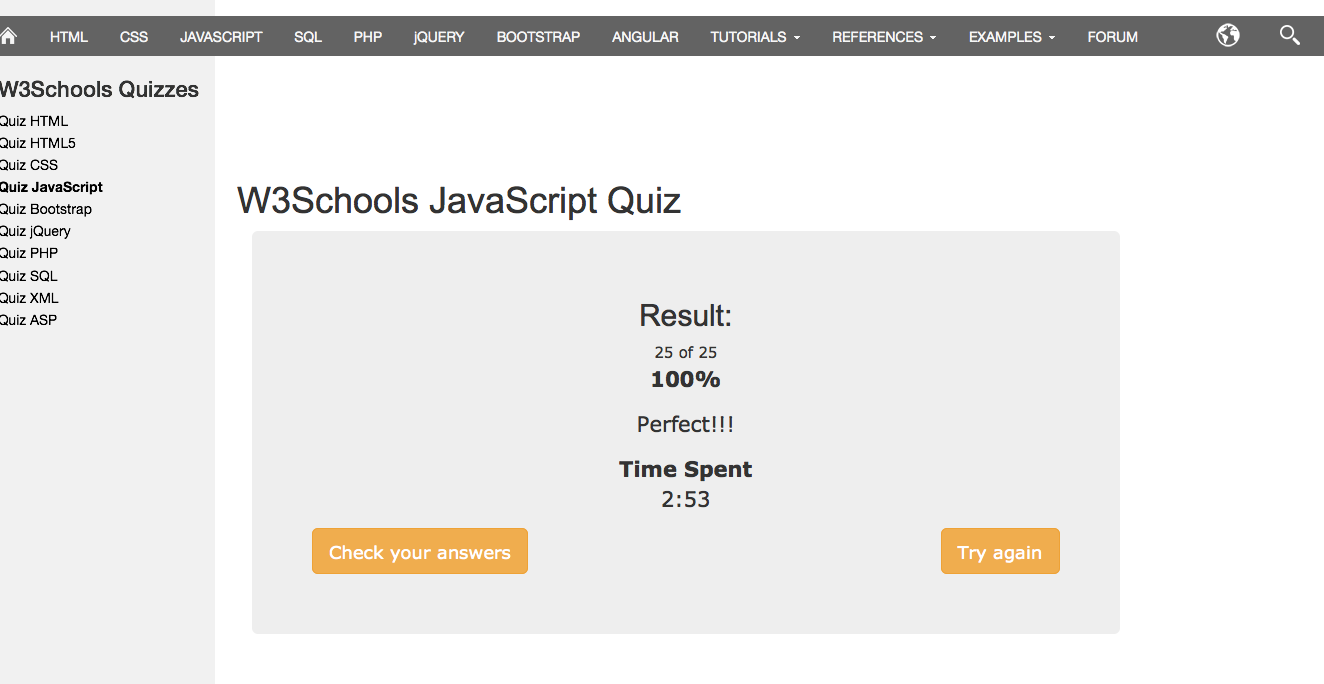 HTML CSS JAVASCRIPT SQL PHP jQUERY BOOTSTRAP ANGULAR TUTORIALS REFERENCES EXAMPLES FORUM
W3Schools Quizzes
Quiz HTML
Quiz HTML5
Quiz CSS
Quiz JavaScript
Quiz Bootstrap
Quiz jQuery
Quiz PHP
Quiz SQL
Quiz XML
Quiz ASP
W3Schools JavaScript Quiz
Result:
25 of 25
100%
Perfect!!!
Time Spent
2:53
Check your answers Try again